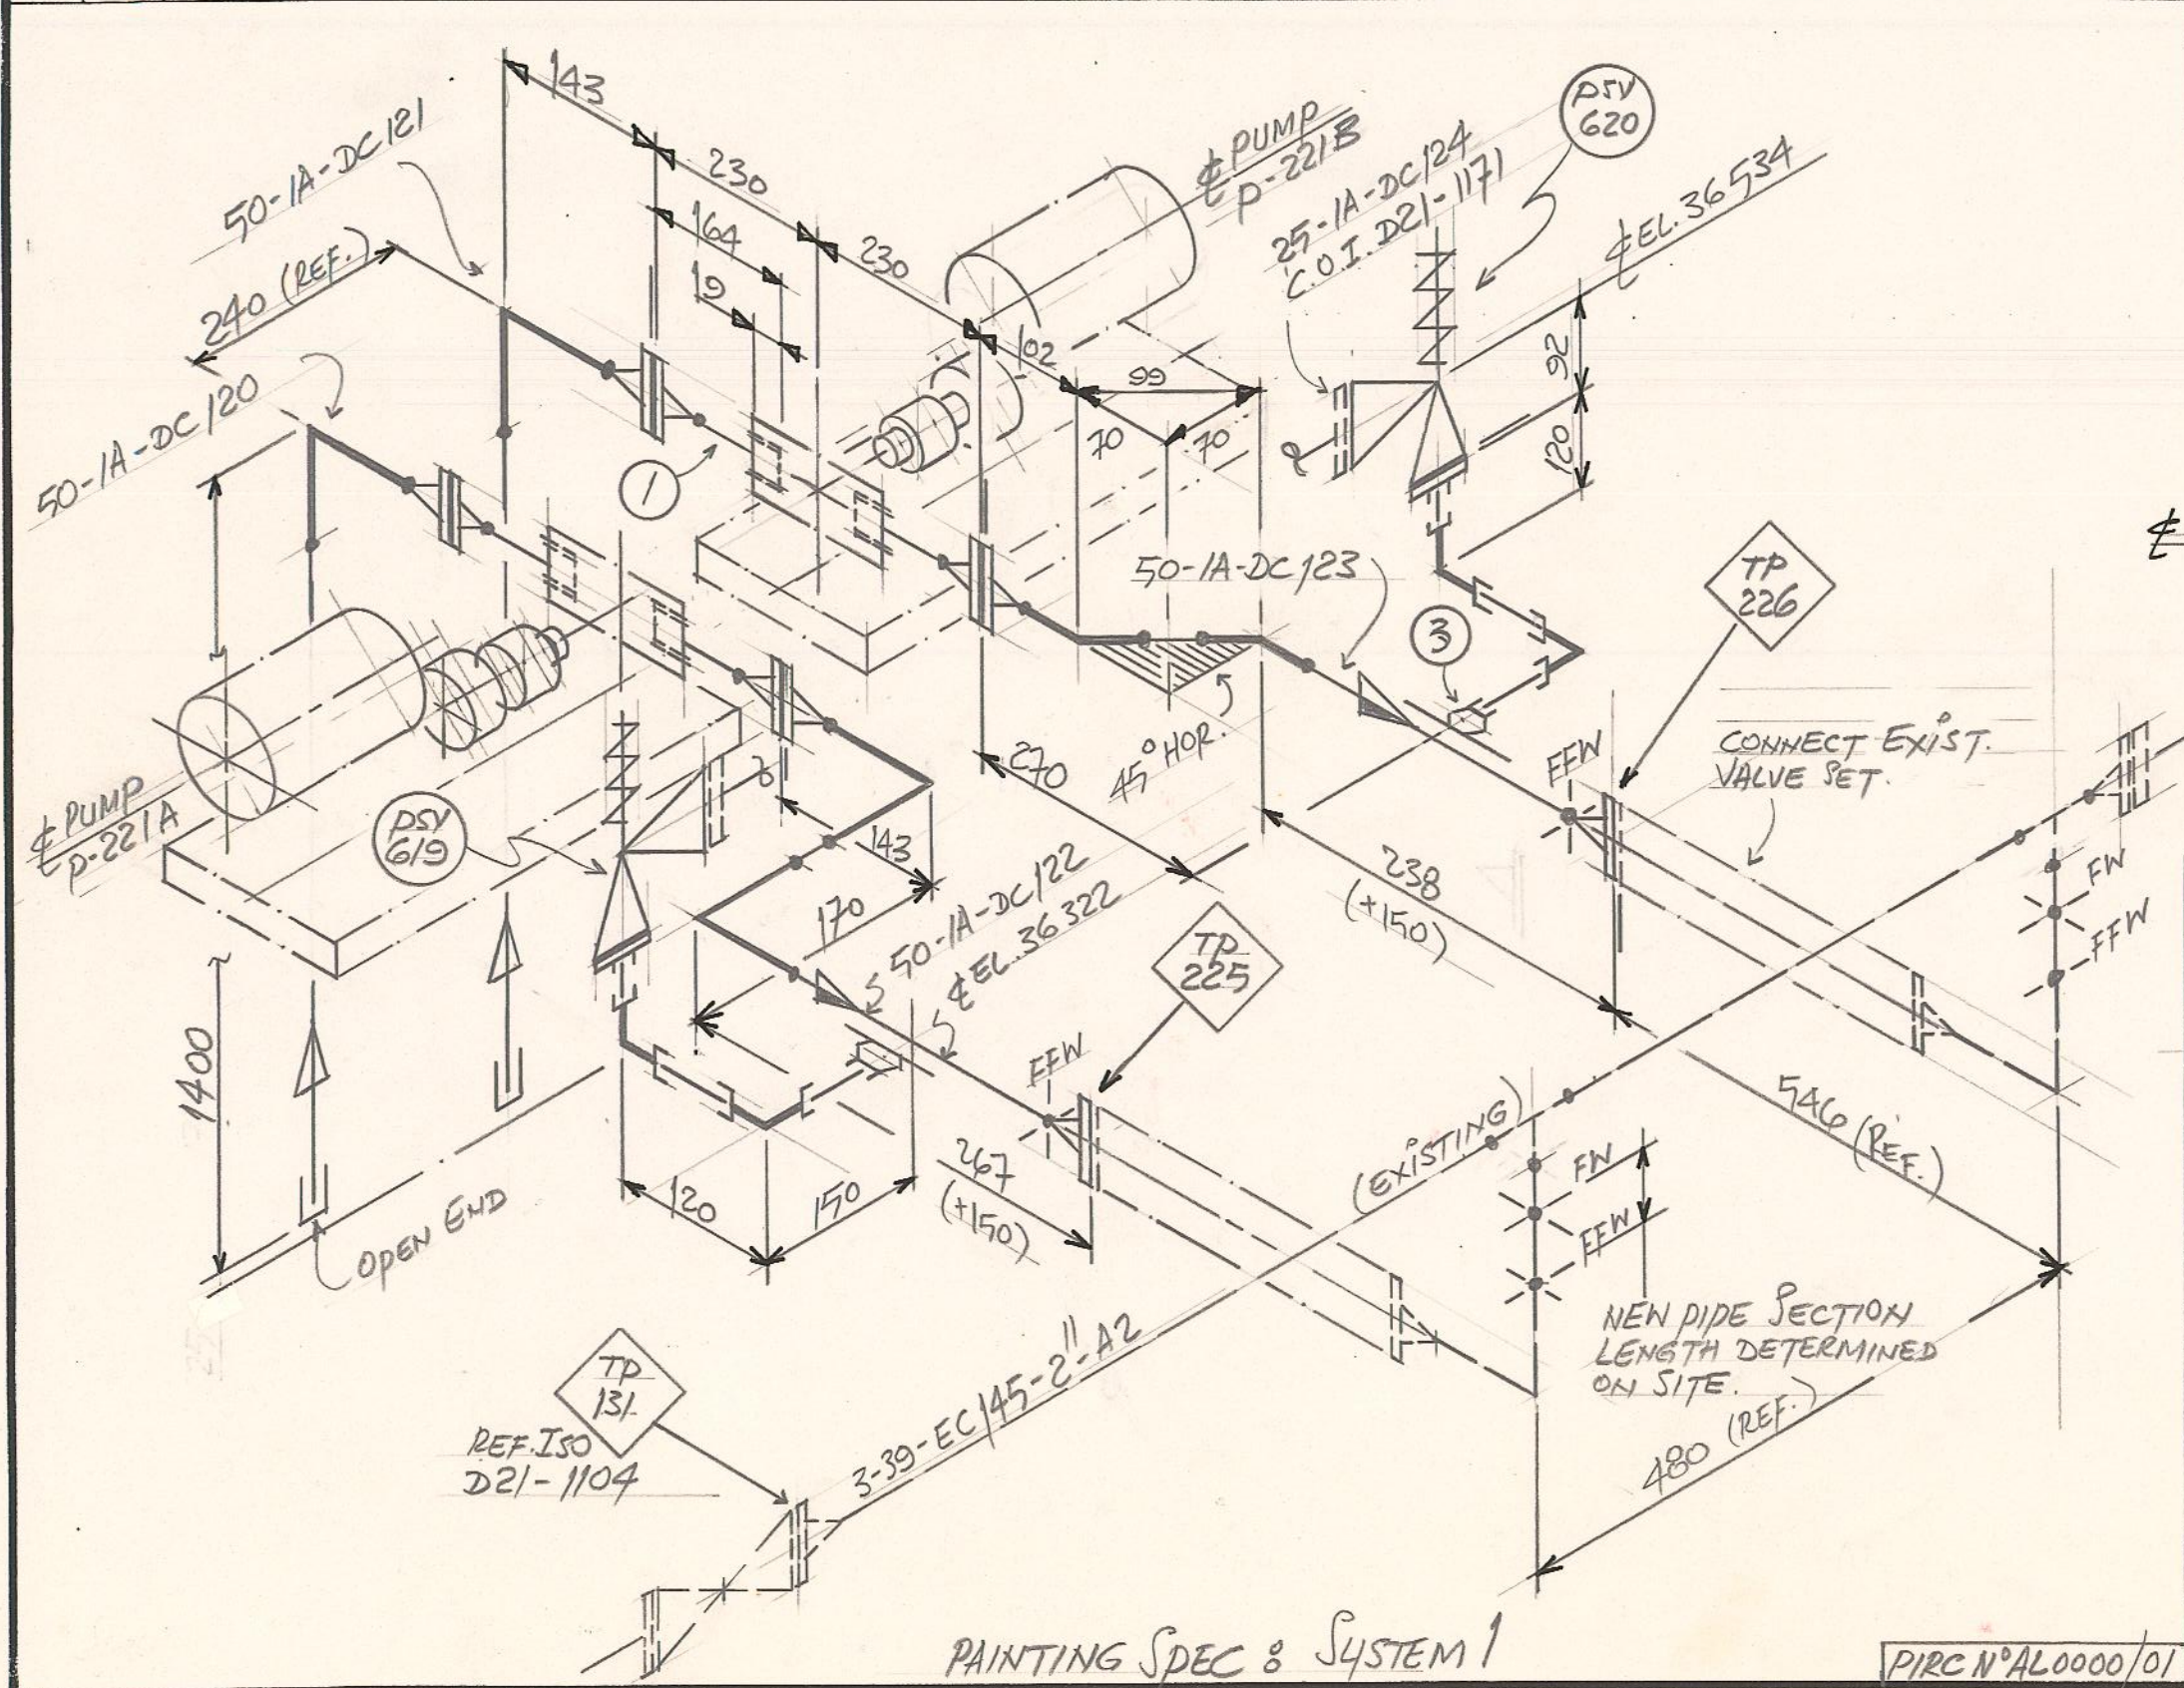 143
50-1A-DC121
230
℄ PUMP
P-221B
PSV
620
25-1A-DC124
C.O.I. D21-1171
℄ EL. 36534
164
230
240 (REF.)
19
102
99
92
50-1A-DC120
70
70
120
1
50-1A-DC123
TP
226
℄
3
CONNECT EXIST.
VALVE SET.
EFW
270
45° HOR.
℄ PUMP
P-221A
PSV
619
143
170
50-1A-DC122
℄ EL. 36322
238
(+150)
FW
FFW
TP
225
1400
EFW
546 (REF.)
(EXISTING)
FW
FFW
120
150
267
(+150)
OPEN END
NEW PIPE SECTION
LENGTH DETERMINED
ON SITE.
TP
131
REF. ISO
D21-1104
3-39-EC145-2"-A2
480 (REF.)
PAINTING SPEC : SYSTEM 1
PIRC N° AL0000/01